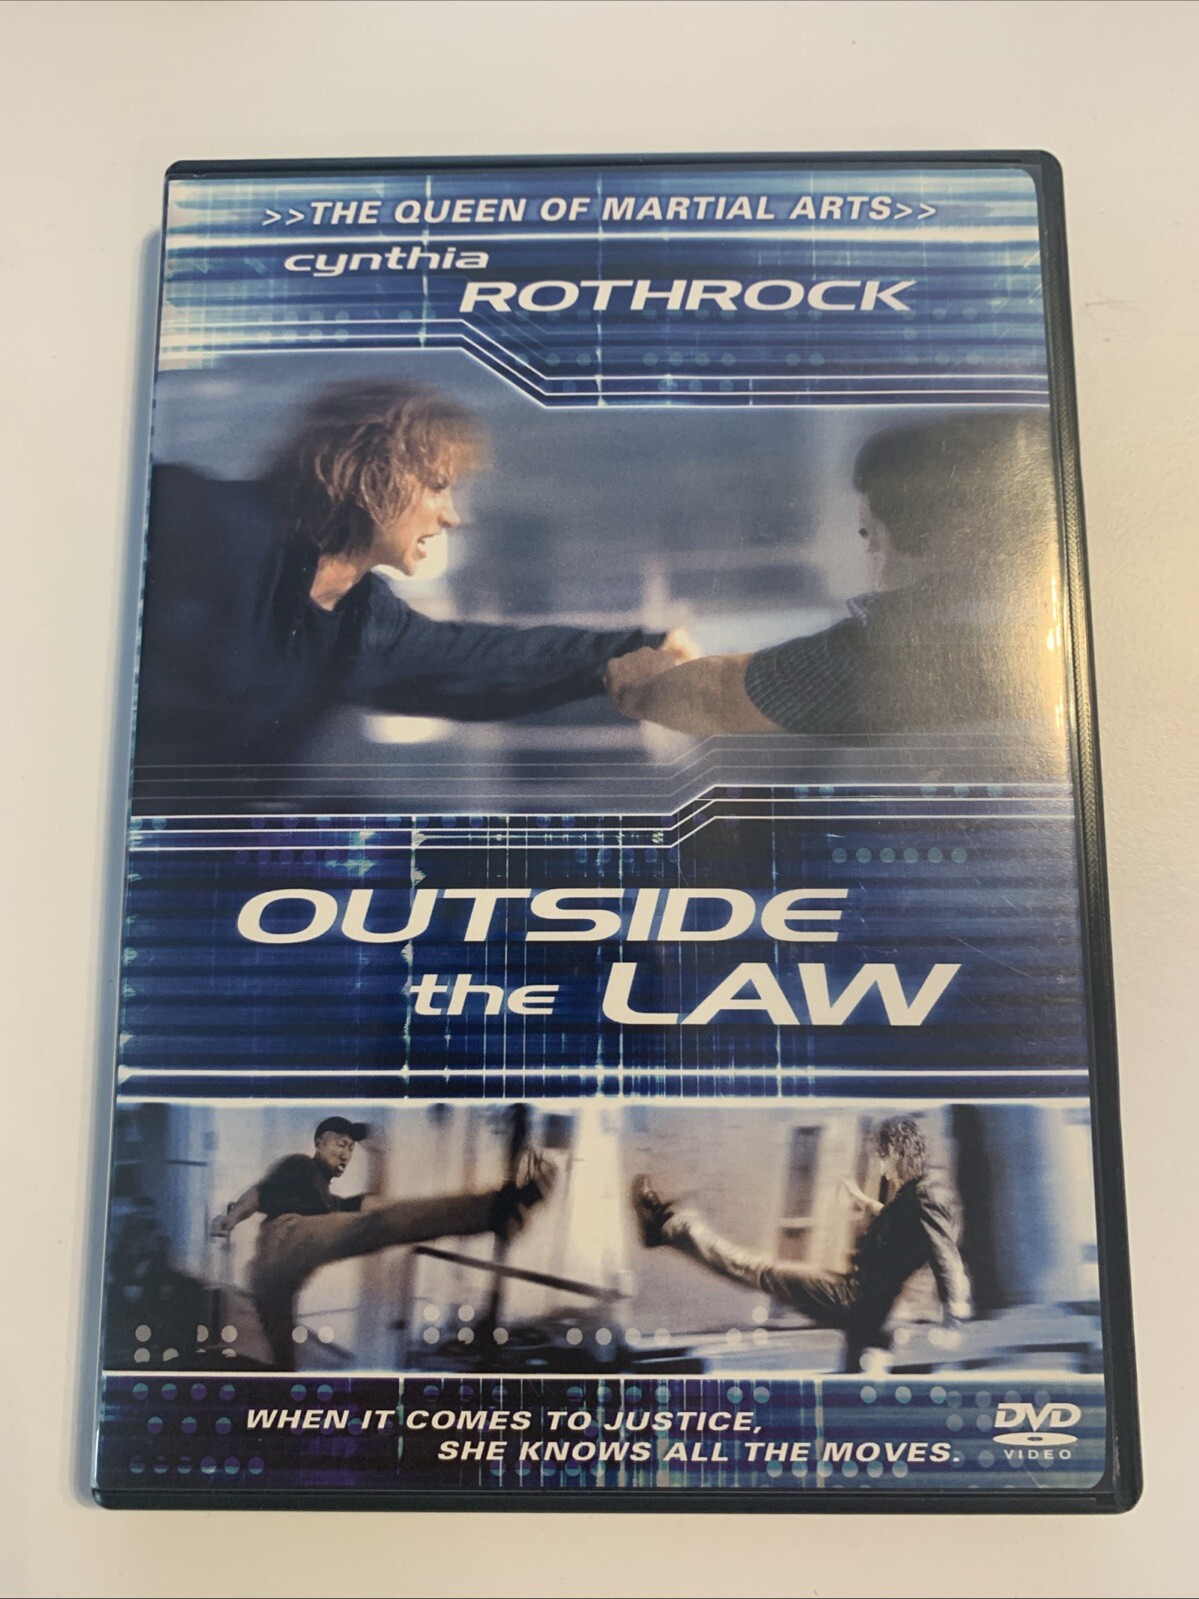 >>THE QUEEN OF MARTIAL ARTS>>
cynthia
ROTHROCK
OUTSIDE
the LAW
WHEN IT COMES TO JUSTICE,
SHE KNOWS ALL THE MOVES.
DVD
VIDEO